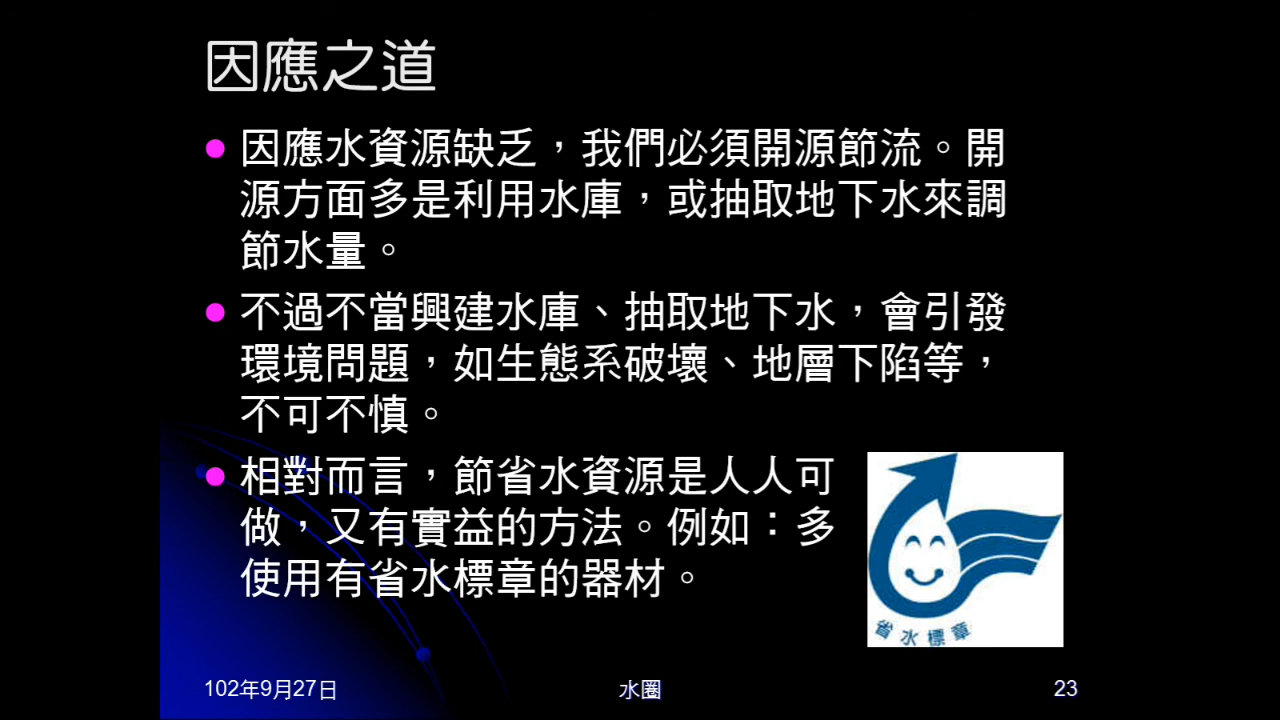 因應之道
因應水資源缺乏，我們必須開源節流。開
源方面多是利用水庫，或抽取地下水來調
節水量。
不過不當興建水庫、抽取地下水，會引發
環境問題，如生態系破壞、地層下陷等，
不可不慎。
相對而言，節省水資源是人人可
做，又有實益的方法。例如：多
使用有省水標章的器材。
省水標章
102年9月27日
水圈
23